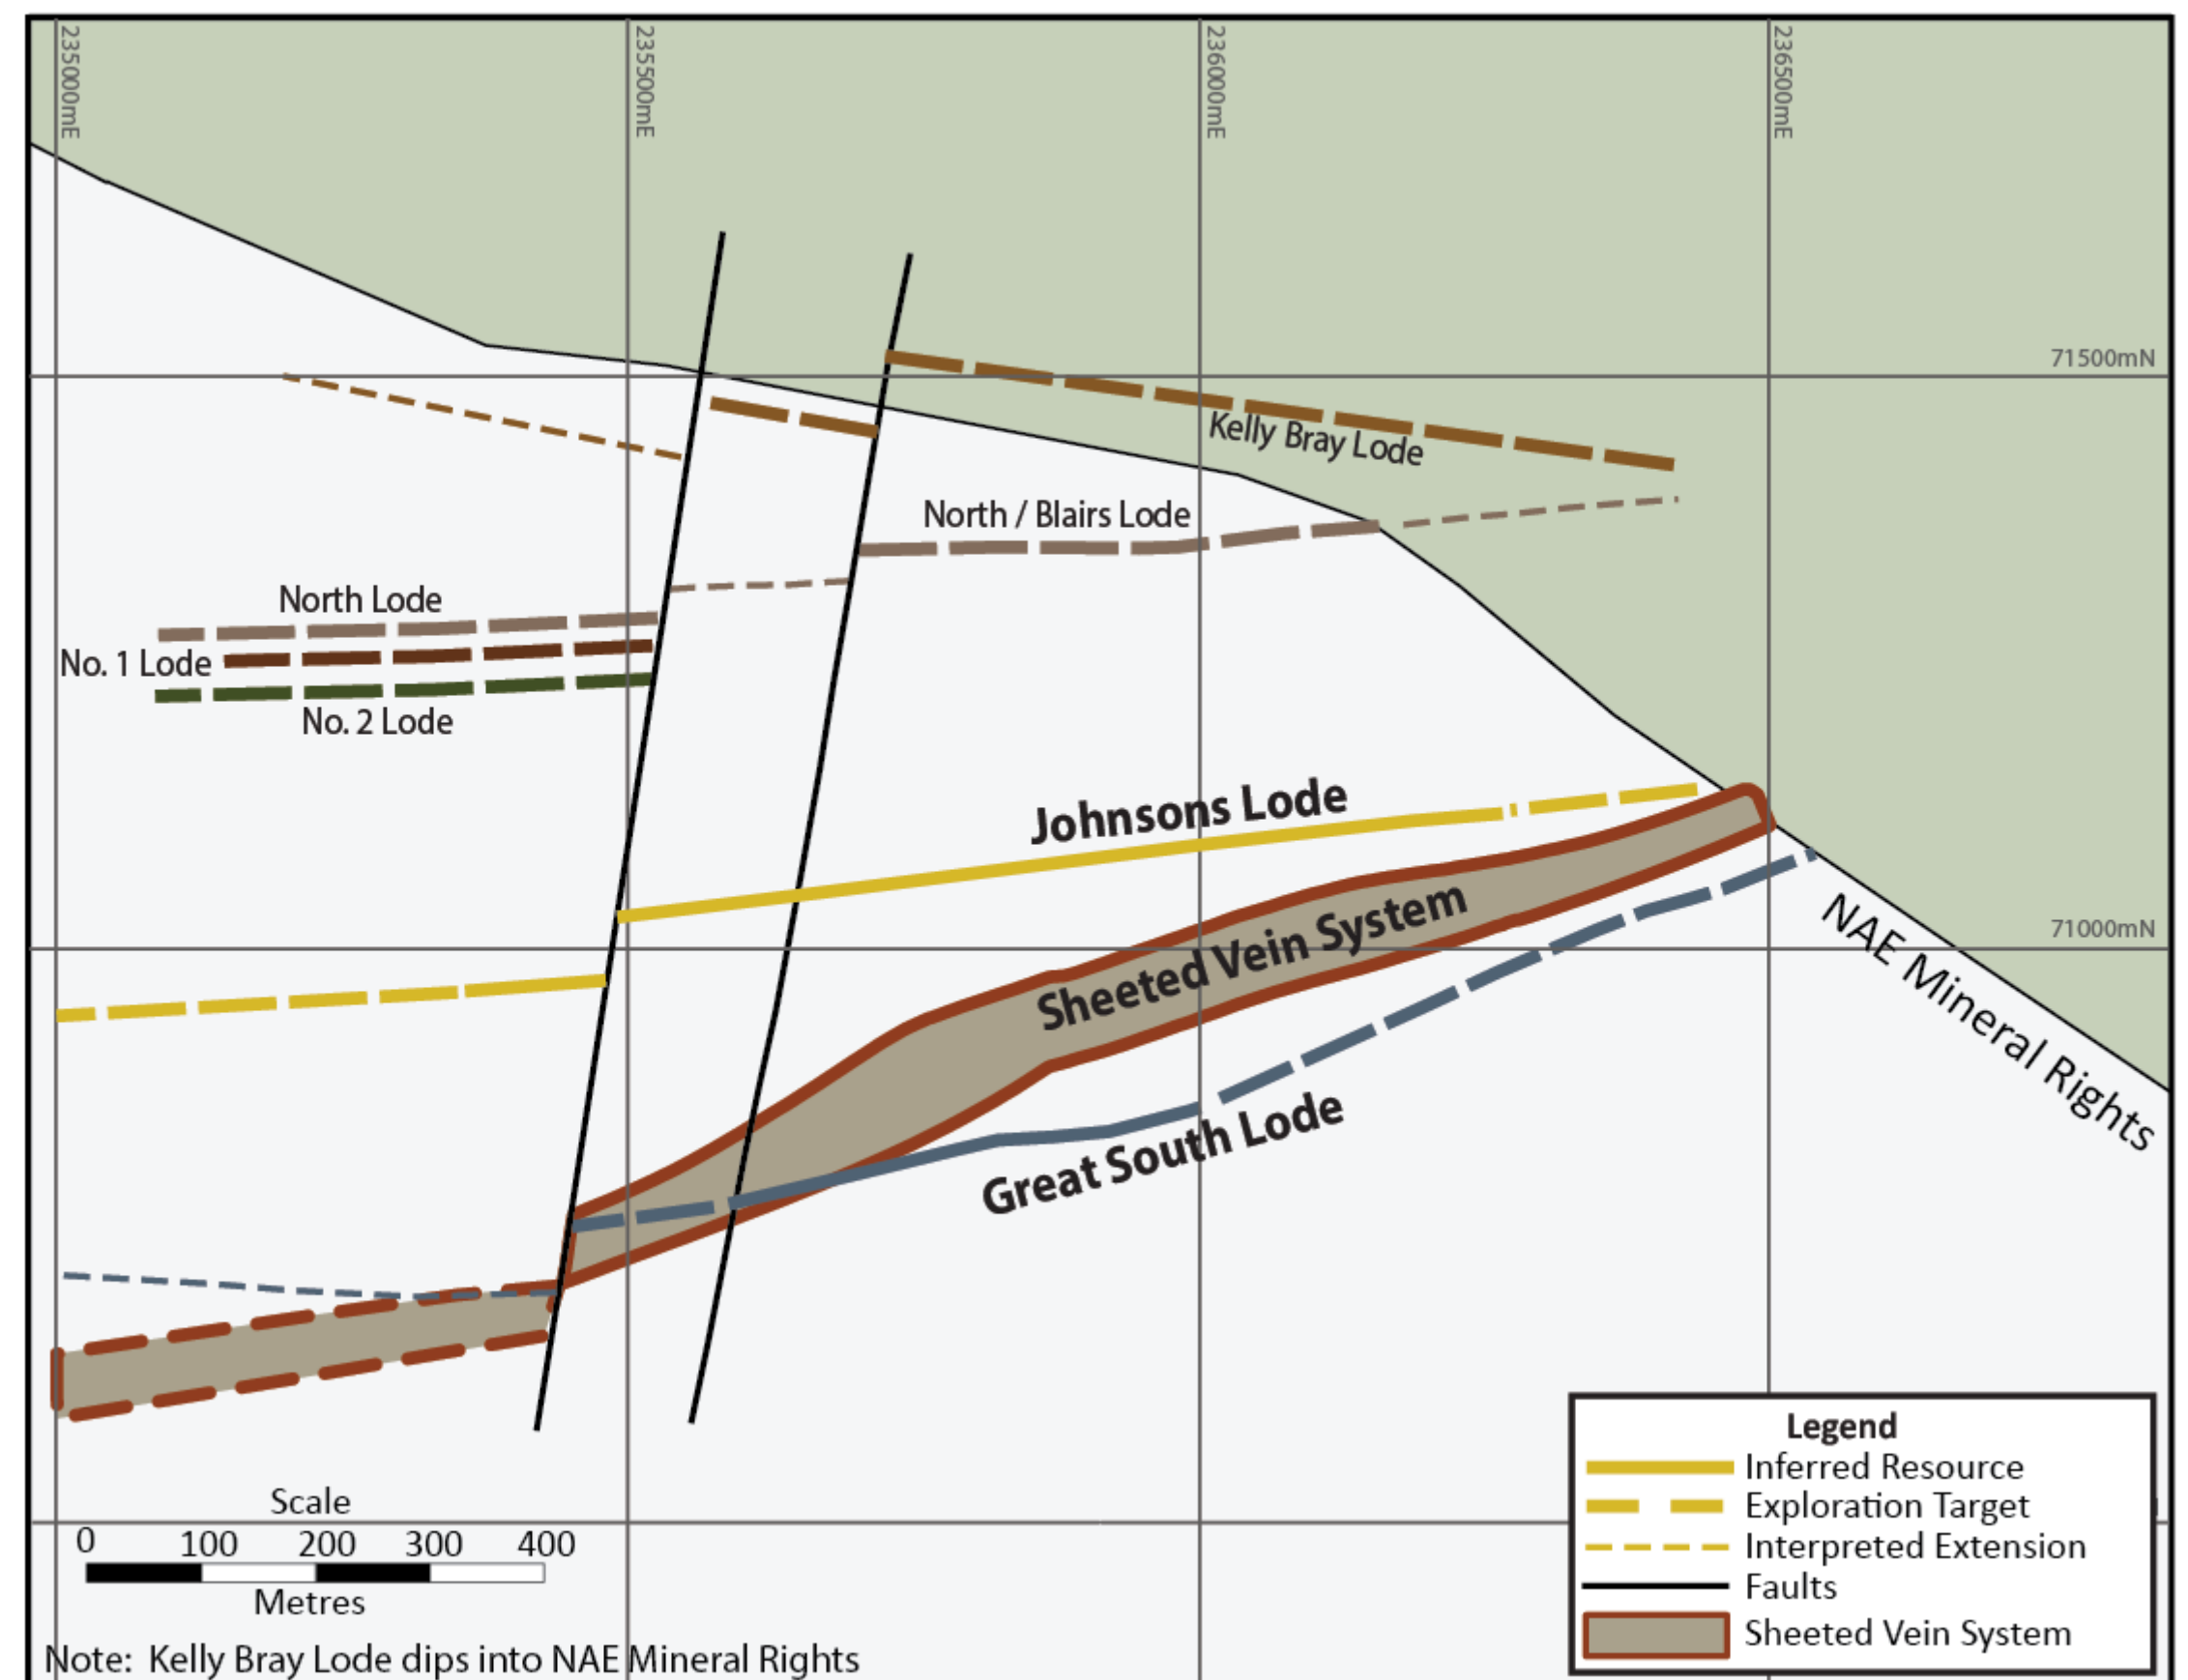 235000mE
235500mE
236000mE
236500mE
71500mN
Kelly Bray Lode
North / Blairs Lode
North Lode
No. 1 Lode
No. 2 Lode
Johnsons Lode
Sheeted Vein System
71000mN
NAE Mineral Rights
Great South Lode
Legend
Inferred Resource
Exploration Target
Interpreted Extension
Faults
Sheeted Vein System
Scale
0 100 200 300 400
Metres
Note: Kelly Bray Lode dips into NAE Mineral Rights